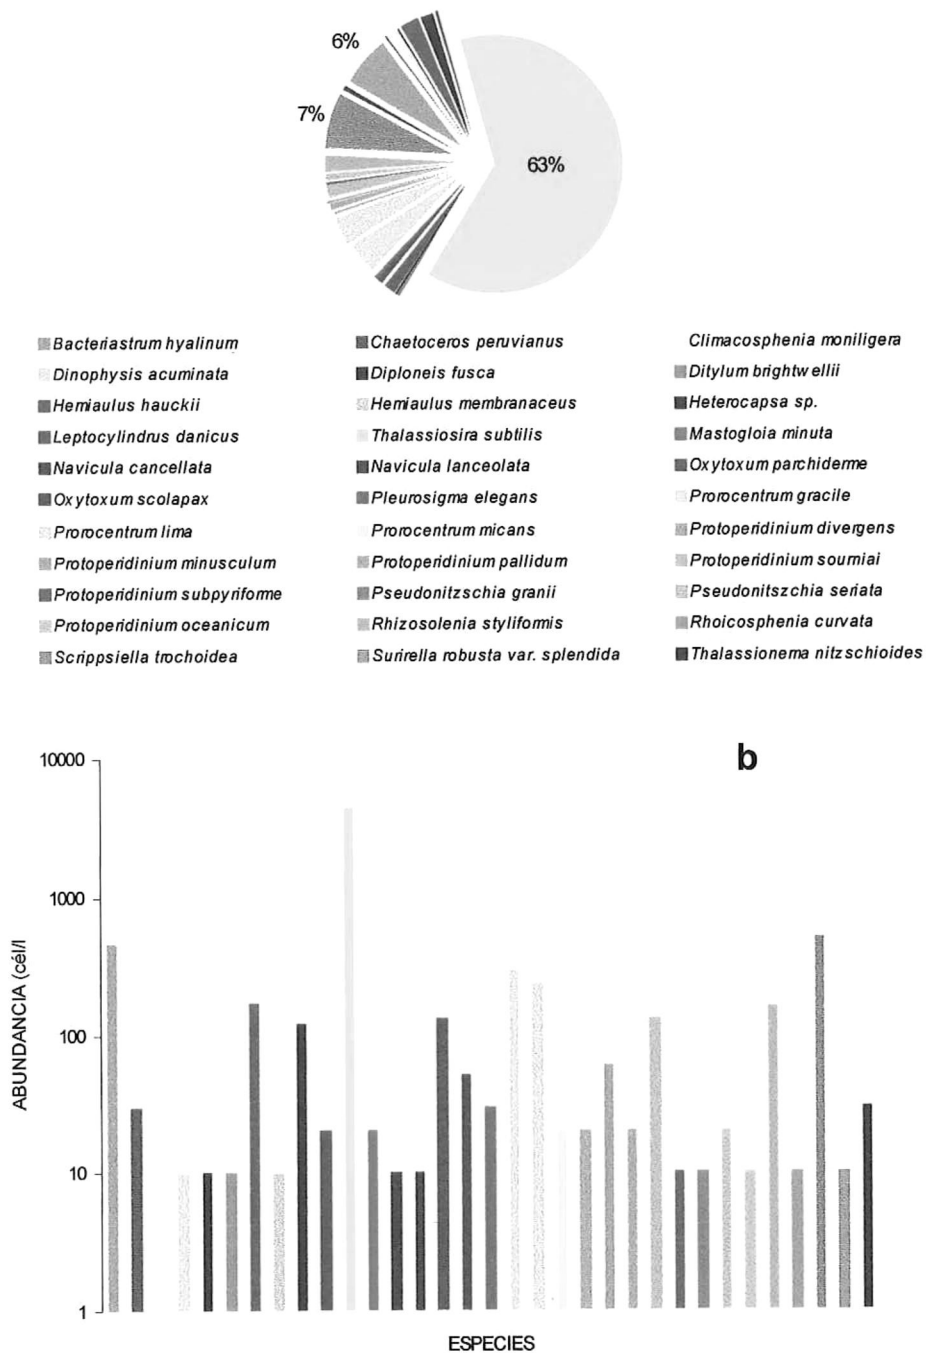 6%
7%
63%
Bacteriastrum hyalinum Chaetoceros peruvianus Climacosphenia moniligera
Dinophysis acuminata Diploneis fusca Ditylum brightwellii
Hemiaulus hauckii Hemiaulus membranaceus Heterocapsa sp.
Leptocylindrus danicus Thalassiosira subtilis Mastogloia minuta
Navicula cancellata Navicula lanceolata Oxytoxum parchiderme
Oxytoxum scolapax Pleurosigma elegans Prorocentrum gracile
Prorocentrum lima Prorocentrum micans Protoperidinium divergens
Protoperidinium minusculum Protoperidinium pallidum Protoperidinium sourniai
Protoperidinium subpyriforme Pseudonitzschia granii Pseudonitszchia seriata
Protoperidinium oceanicum Rhizosolenia styliformis Rhoicosphenia curvata
Scrippsiella trochoidea Surirella robusta var. splendida Thalassionema nitzschioides
b
10000
1000
100
10
1
ABUNDANCIA (cél/l
ESPECIES